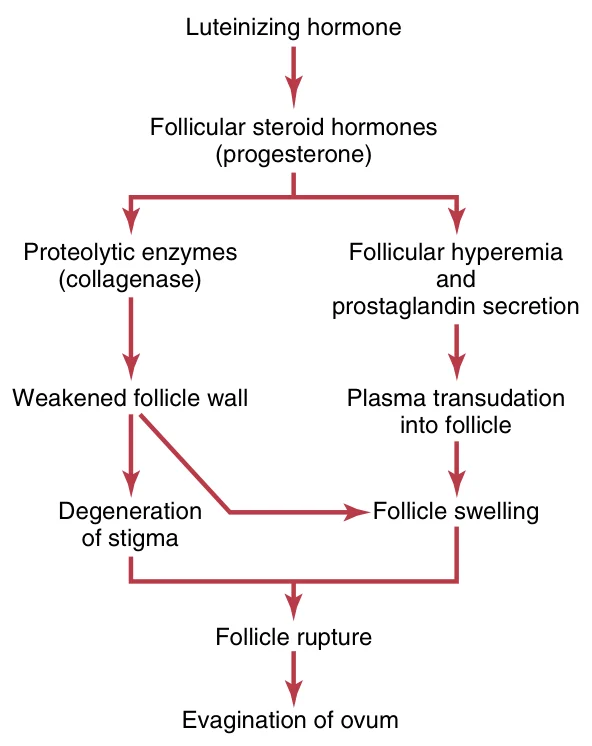 Luteinizing hormone
Follicular steroid hormones
(progesterone)
Proteolytic enzymes
(collagenase)
Follicular hyperemia
and
prostaglandin secretion
Weakened follicle wall
Plasma transudation
into follicle
Degeneration
of stigma
Follicle swelling
Follicle rupture
Evagination of ovum